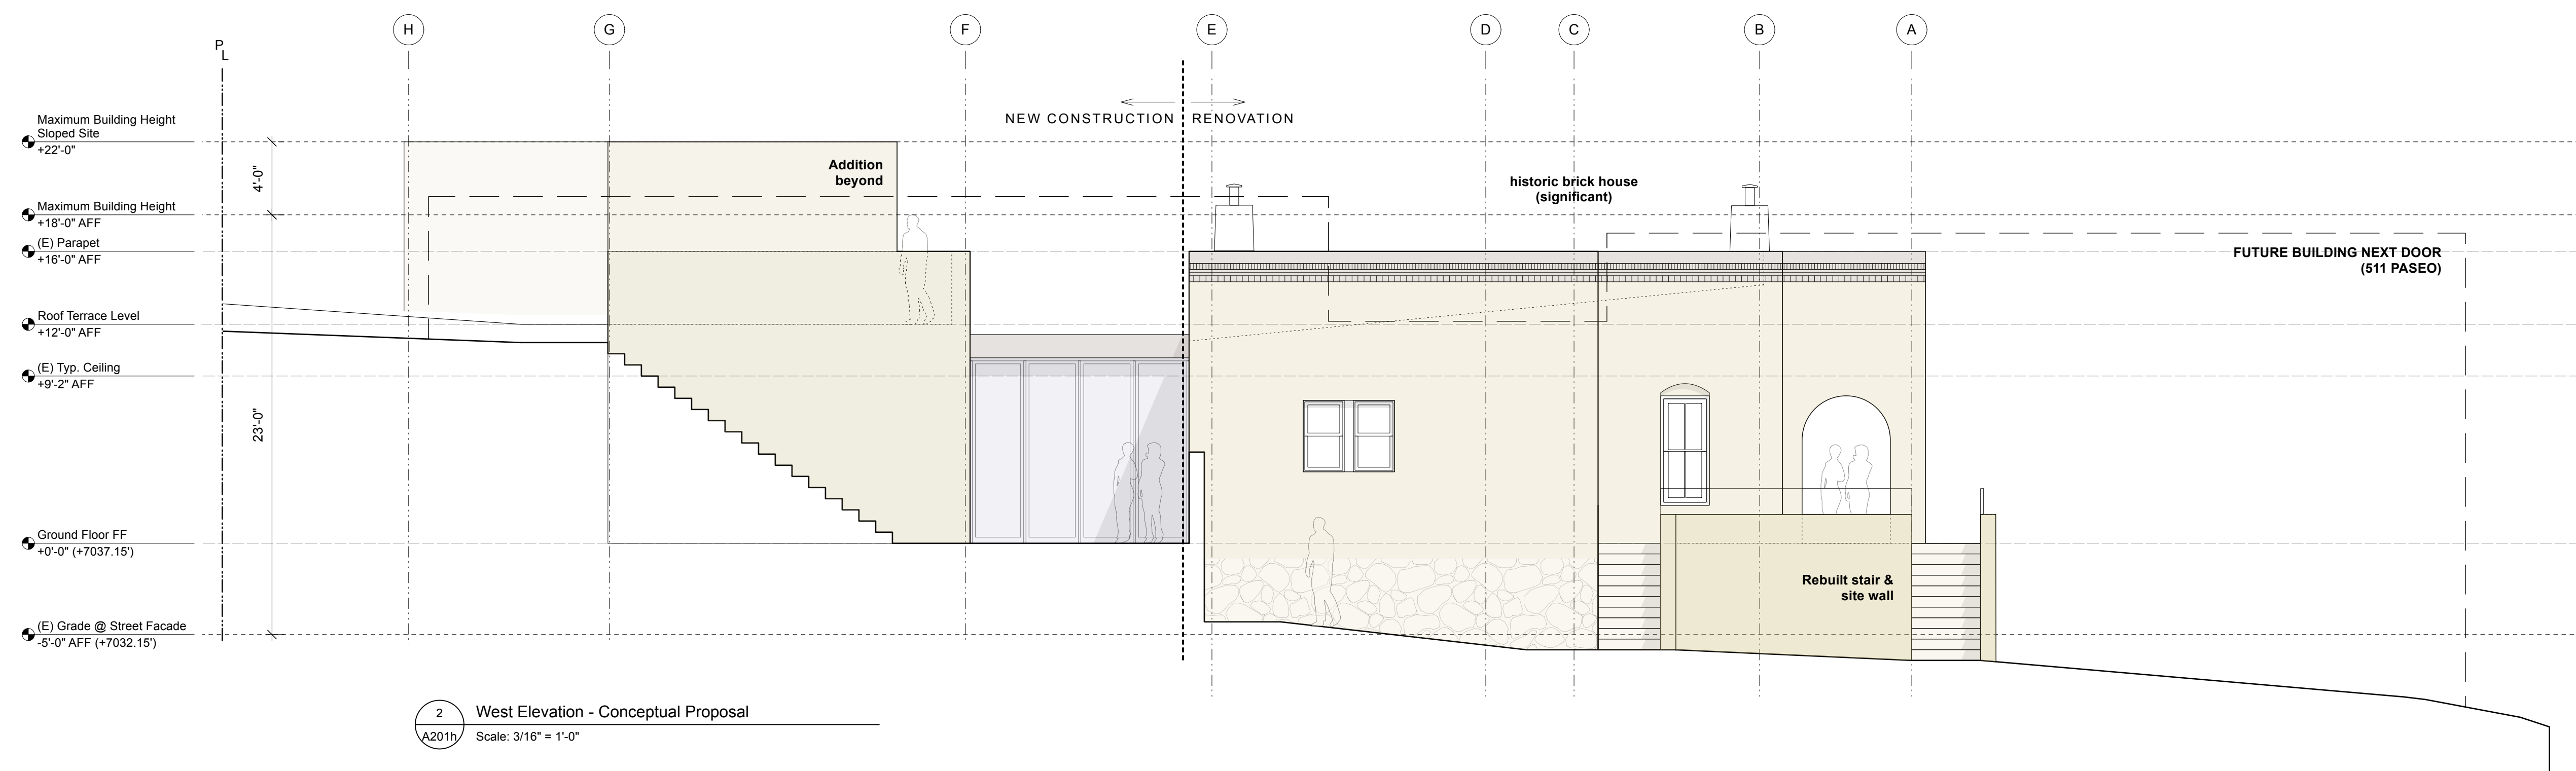 H
G
F
E
D
C
B
A
PL
NEW CONSTRUCTION
RENOVATION
Maximum Building Height
Sloped Site
+22'-0"
4'-0"
Maximum Building Height
+18'-0" AFF
(E) Parapet
+16'-0" AFF
Roof Terrace Level
+12'-0" AFF
(E) Typ. Ceiling
+9'-2" AFF
23'-0"
Ground Floor FF
+0'-0" (+7037.15')
(E) Grade @ Street Facade
-5'-0" AFF (+7032.15')
Addition
beyond
historic brick house
(significant)
FUTURE BUILDING NEXT DOOR
(511 PASEO)
Rebuilt stair &
site wall
2
A201h
West Elevation - Conceptual Proposal
Scale: 3/16" = 1'-0"